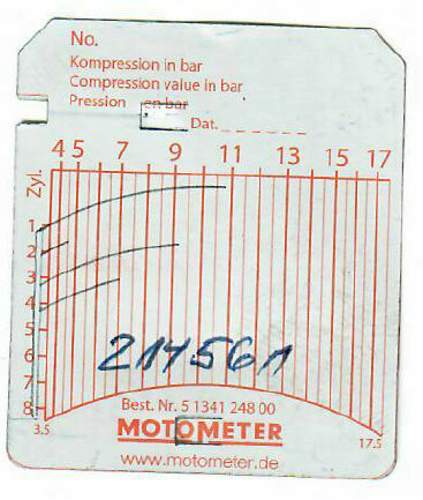 No.
Kompression in bar
Compression value in bar
Pression en bar
Dat.
4 5 7 9 11 13 15 17
Zyl.
1
2
3
4
5
6
7
8
3.5 17.5
Best. Nr. 5 1341 248 00
MOTOMETER
www.motometer.de